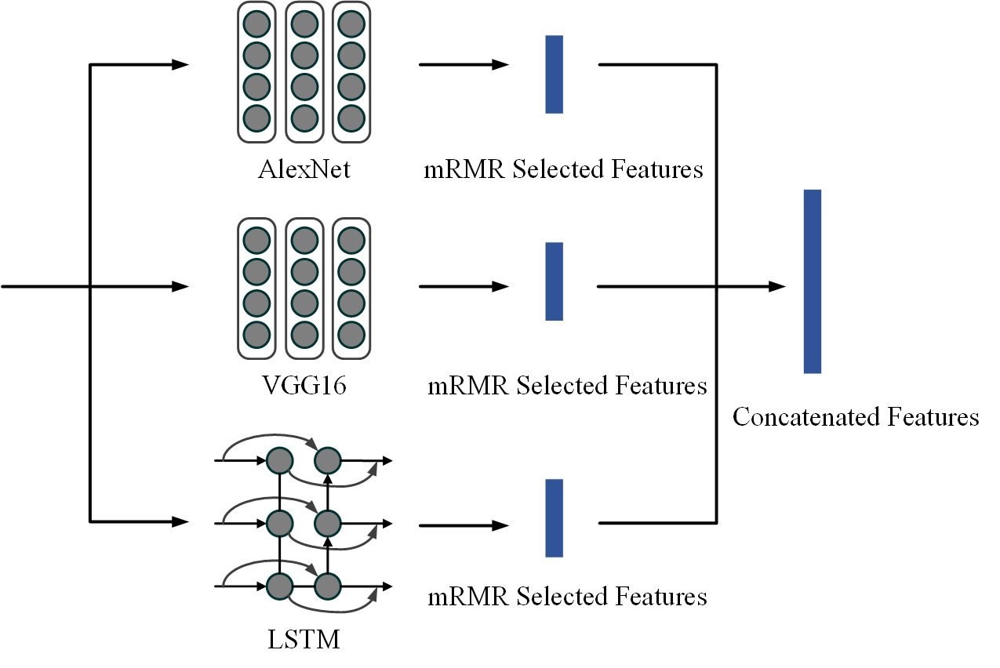 AlexNet
mRMR Selected Features
VGG16
mRMR Selected Features
Concatenated Features
LSTM
mRMR Selected Features